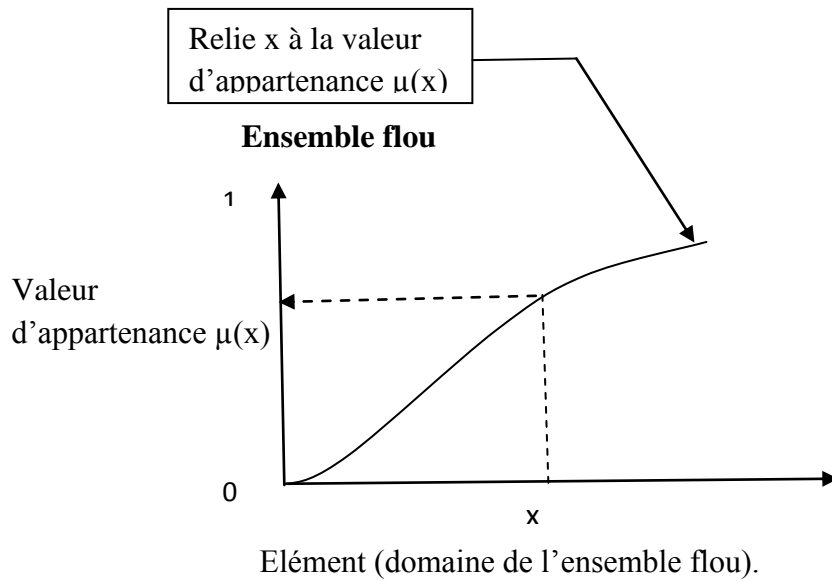 Relie x à la valeur
d’appartenance µ(x)
Ensemble flou
1
Valeur
d’appartenance µ(x)
0
x
Elément (domaine de l’ensemble flou).